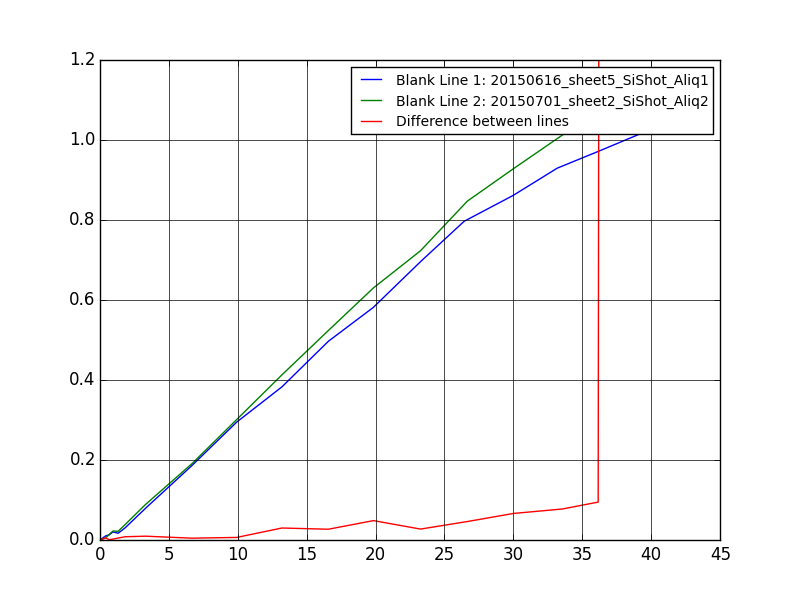 1.2
Blank Line 1: 20150616_sheet5_SiShot_Aliq1
Blank Line 2: 20150701_sheet2_SiShot_Aliq2
Difference between lines
1.0
0.8
0.6
0.4
0.2
0.0
0 5 10 15 20 25 30 35 40 45